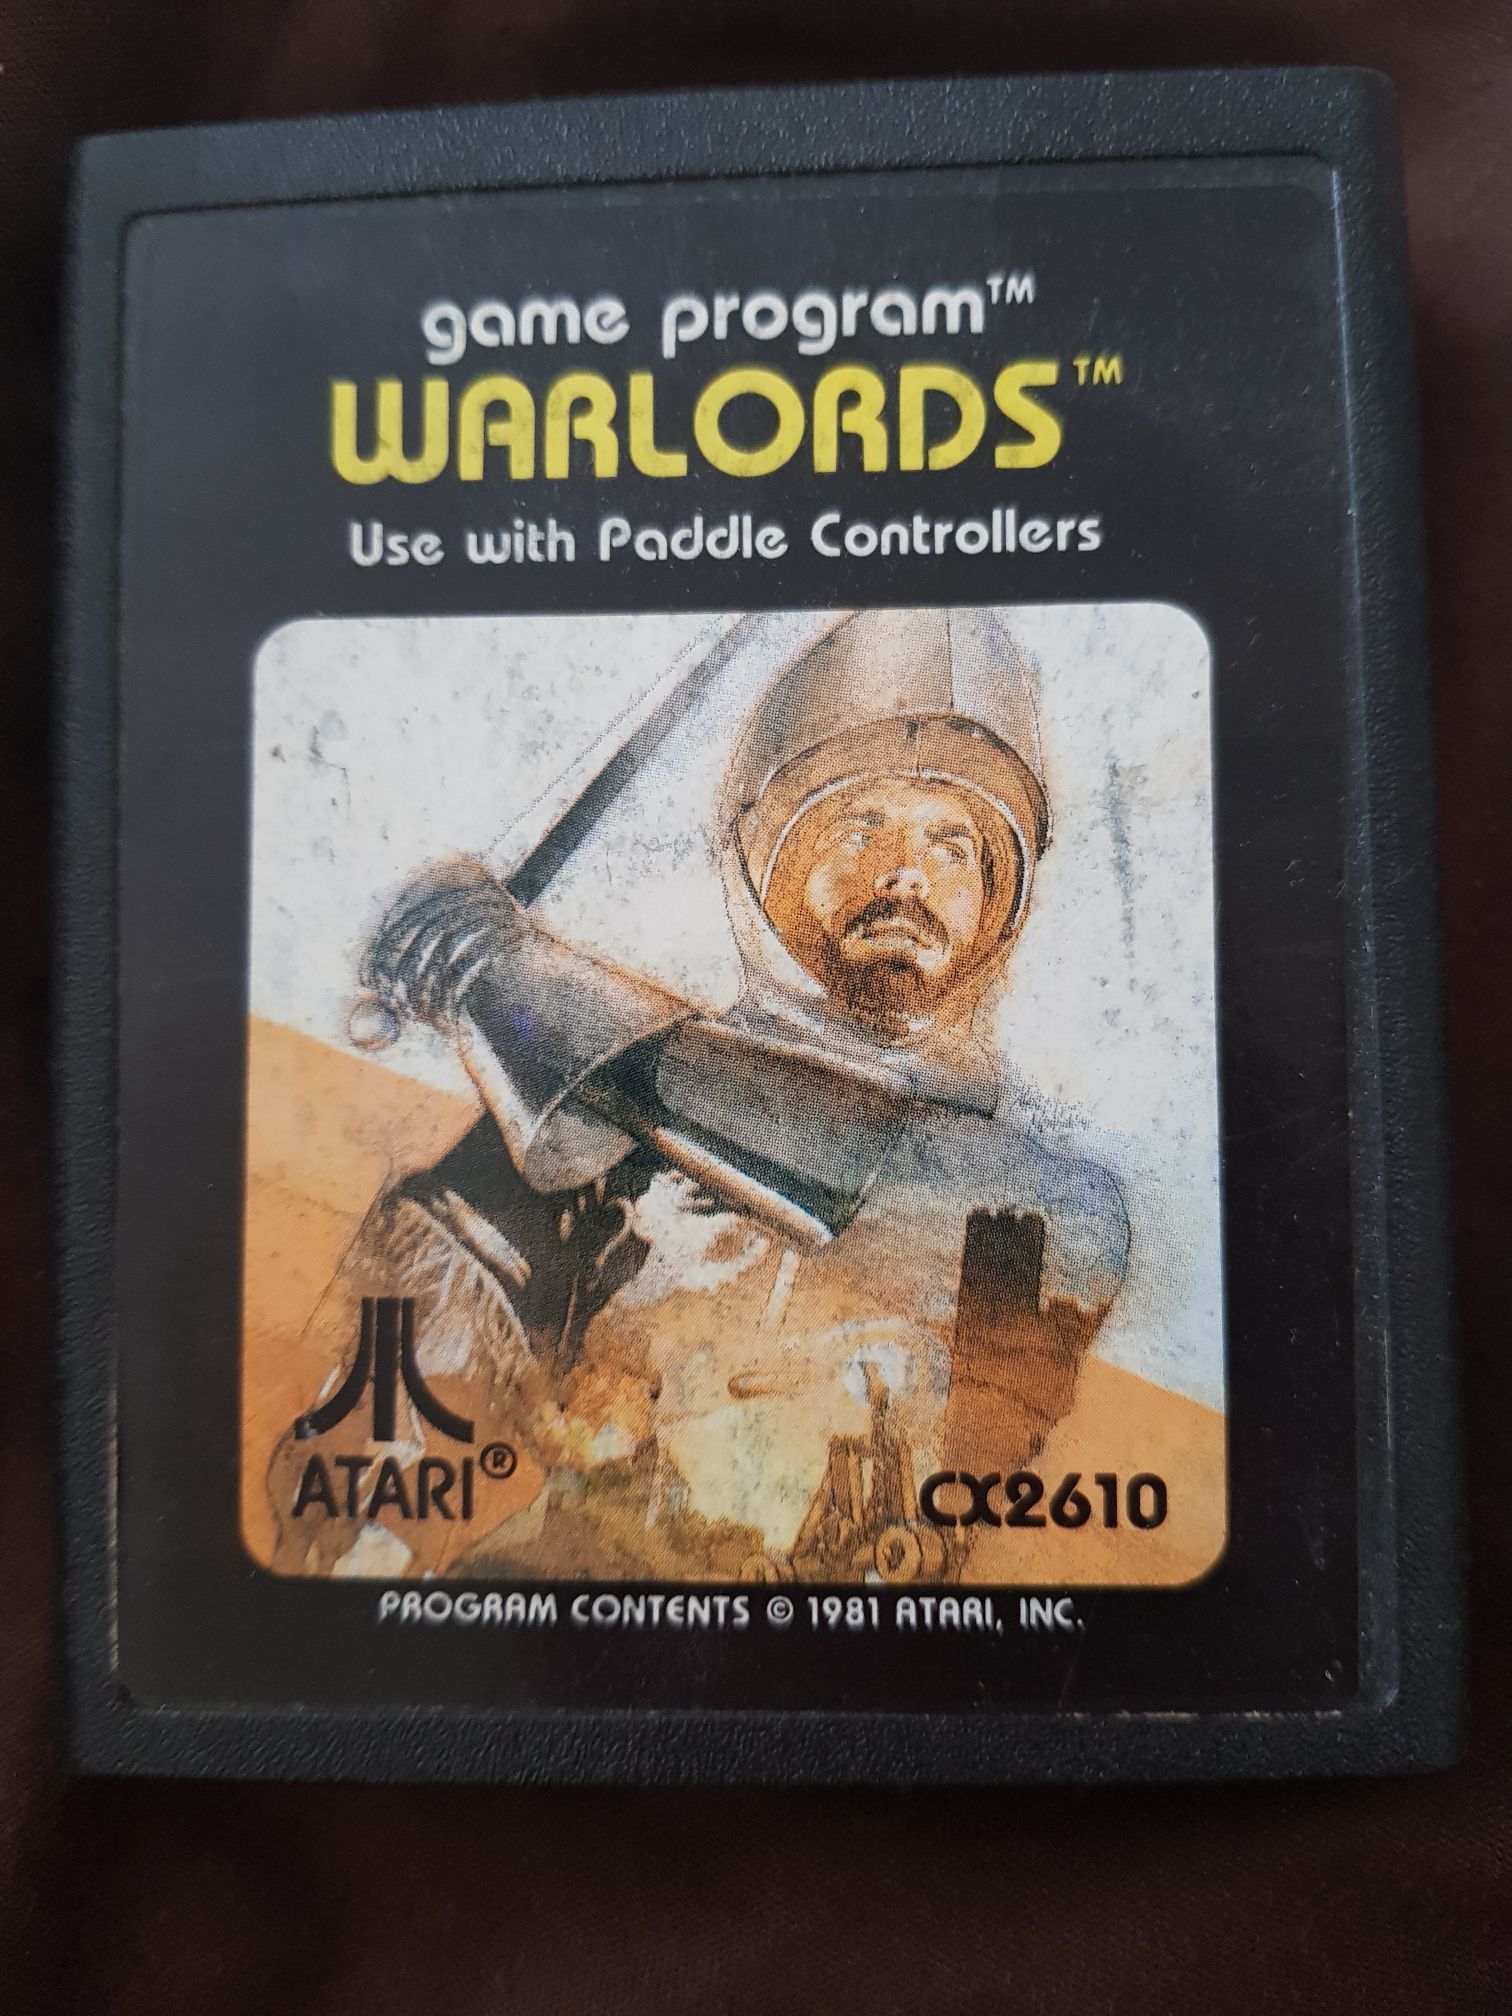 game program™
WARLORDS™
Use with Paddle Controllers
ATARI®
CX2610
PROGRAM CONTENTS © 1981 ATARI, INC.